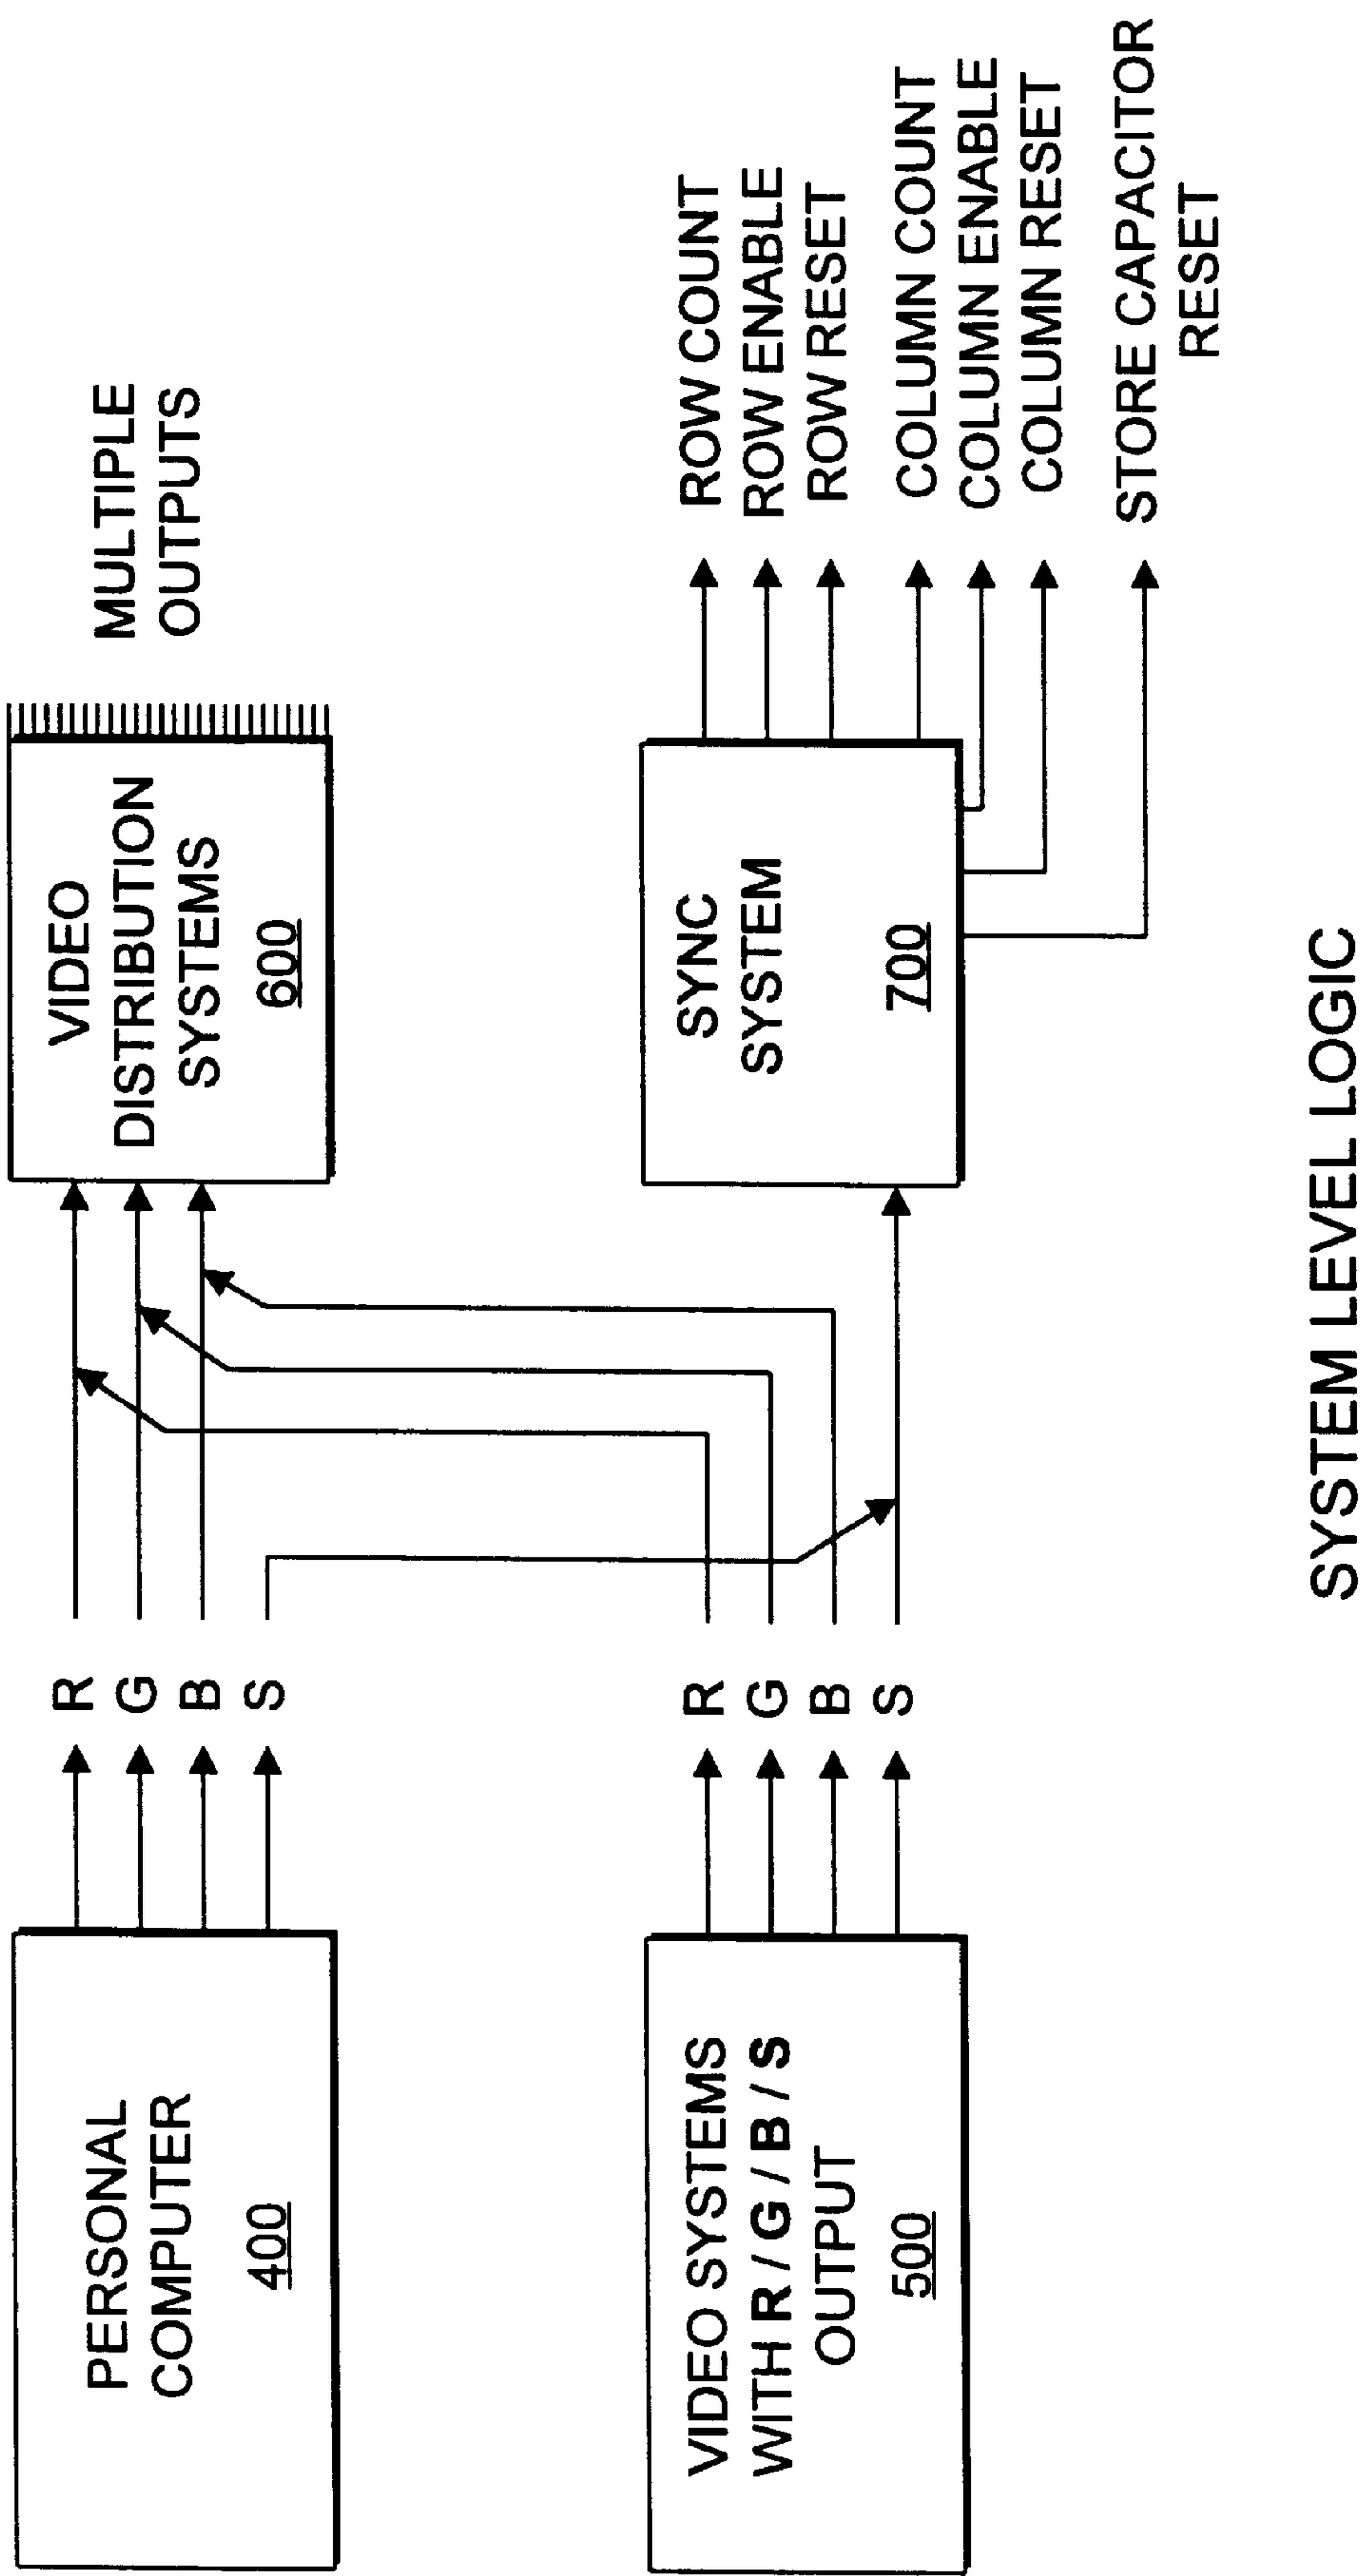 PERSONAL
COMPUTER
400
R
G
B
S
VIDEO
DISTRIBUTION
SYSTEMS
600
MULTIPLE
OUTPUTS
VIDEO SYSTEMS
WITH R / G / B / S
OUTPUT
500
R
G
B
S
SYNC
SYSTEM
700
ROW COUNT
ROW ENABLE
ROW RESET
COLUMN COUNT
COLUMN ENABLE
COLUMN RESET
STORE CAPACITOR
RESET
SYSTEM LEVEL LOGIC